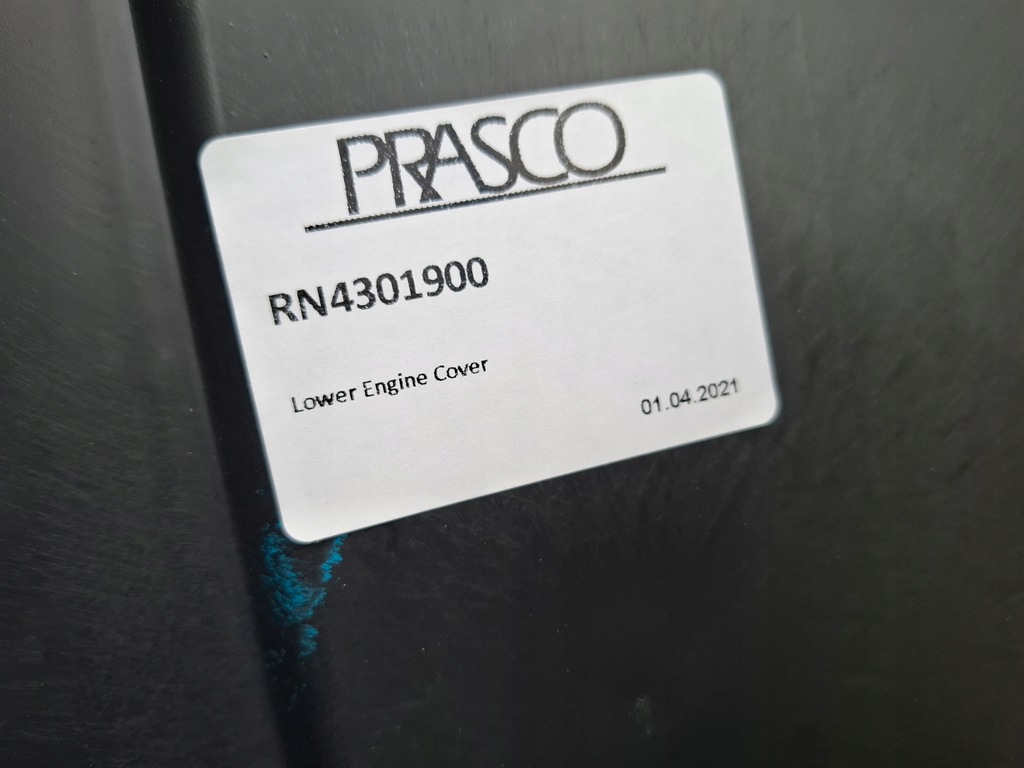 PRASCO
RN4301900
Lower Engine Cover
01.04.2021